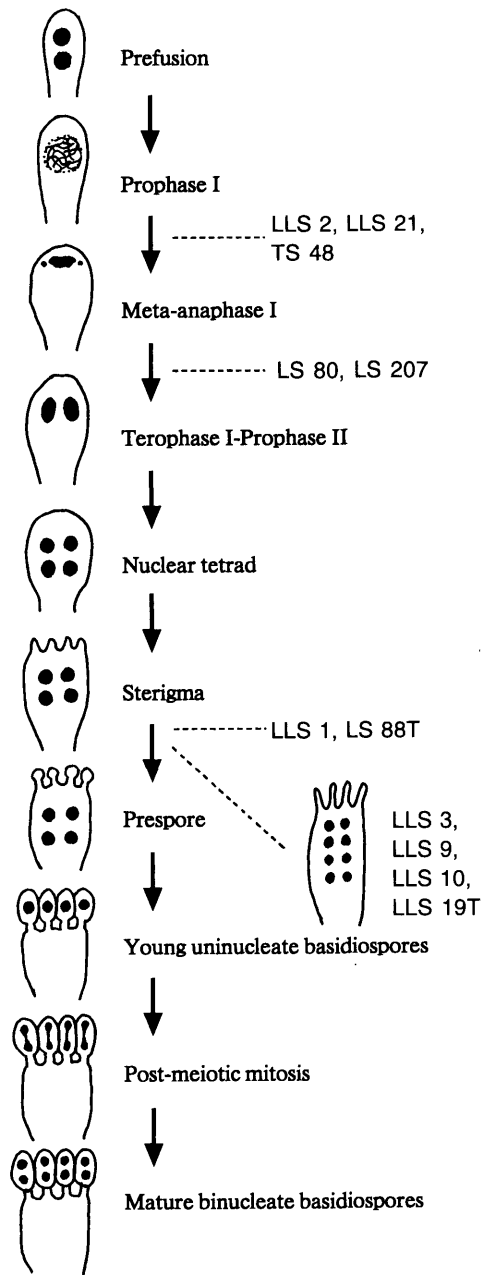 Prefusion
Prophase I
LLS 2, LLS 21,
TS 48
Meta-anaphase I
LS 80, LS 207
Terophase I-Prophase II
Nuclear tetrad
Sterigma
LLS 1, LS 88T
Prespore
LLS 3,
LLS 9,
LLS 10,
LLS 19T
Young uninucleate basidiospores
Post-meiotic mitosis
Mature binucleate basidiospores